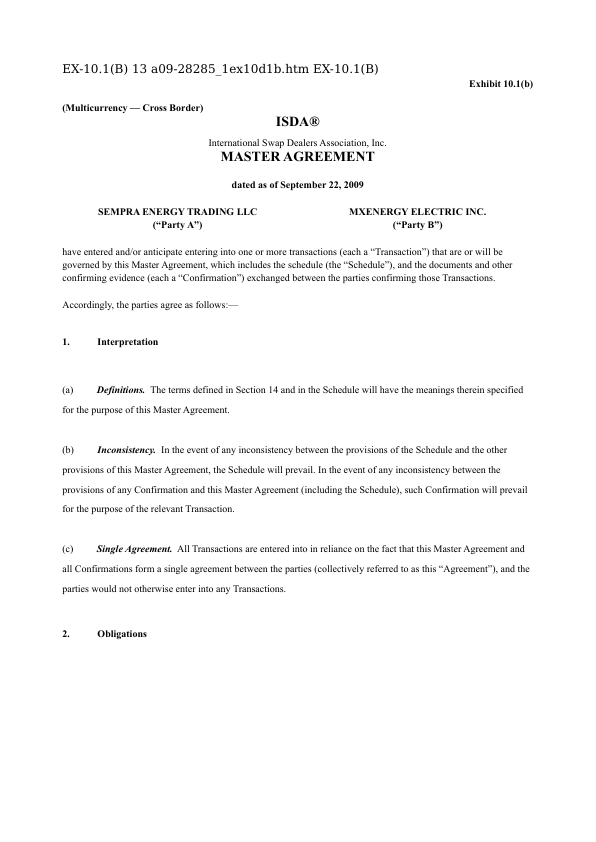 EX-10.1(B) 13 a09-28285_1ex10d1b.htm EX-10.1(B)
Exhibit 10.1(b)
(Multicurrency — Cross Border)
ISDA®
International Swap Dealers Association, Inc.
MASTER AGREEMENT
dated as of September 22, 2009
SEMPRA ENERGY TRADING LLC MXENERGY ELECTRIC INC.
(“Party A”) (“Party B”)
have entered and/or anticipate entering into one or more transactions (each a “Transaction”) that are or will be
governed by this Master Agreement, which includes the schedule (the “Schedule”), and the documents and other
confirming evidence (each a “Confirmation”) exchanged between the parties confirming those Transactions.
Accordingly, the parties agree as follows:—
1. Interpretation
(a) Definitions. The terms defined in Section 14 and in the Schedule will have the meanings therein specified
for the purpose of this Master Agreement.
(b) Inconsistency. In the event of any inconsistency between the provisions of the Schedule and the other
provisions of this Master Agreement, the Schedule will prevail. In the event of any inconsistency between the
provisions of any Confirmation and this Master Agreement (including the Schedule), such Confirmation will prevail
for the purpose of the relevant Transaction.
(c) Single Agreement. All Transactions are entered into in reliance on the fact that this Master Agreement and
all Confirmations form a single agreement between the parties (collectively referred to as this “Agreement”), and the
parties would not otherwise enter into any Transactions.
2. Obligations